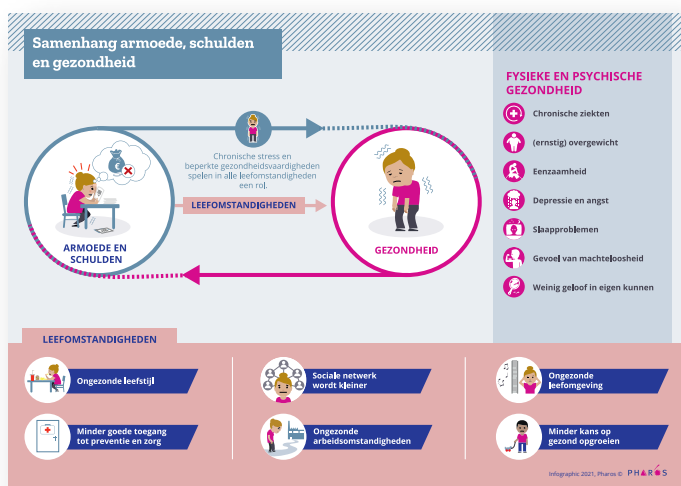 Samenhang armoede, schulden
en gezondheid
Chronische stress en
beperkte gezondheidsvaardigheden
spelen in alle leefomstandigheden
een rol.
LEEFOMSTANDIGHEDEN
€
ARMOEDE EN
SCHULDEN
GEZONDHEID
FYSIEKE EN PSYCHISCHE
GEZONDHEID
Chronische ziekten
(ernstig) overgewicht
Eenzaamheid
Depressie en angst
Slaapproblemen
Gevoel van machteloosheid
Weinig geloof in eigen kunnen
LEEFOMSTANDIGHEDEN
Ongezonde leefstijl
Sociale netwerk
wordt kleiner
Ongezonde
leefomgeving
Minder goede toegang
tot preventie en zorg
Ongezonde
arbeidsomstandigheden
Minder kans op
gezond opgroeien
Infographic 2021, Pharos © PHAROS